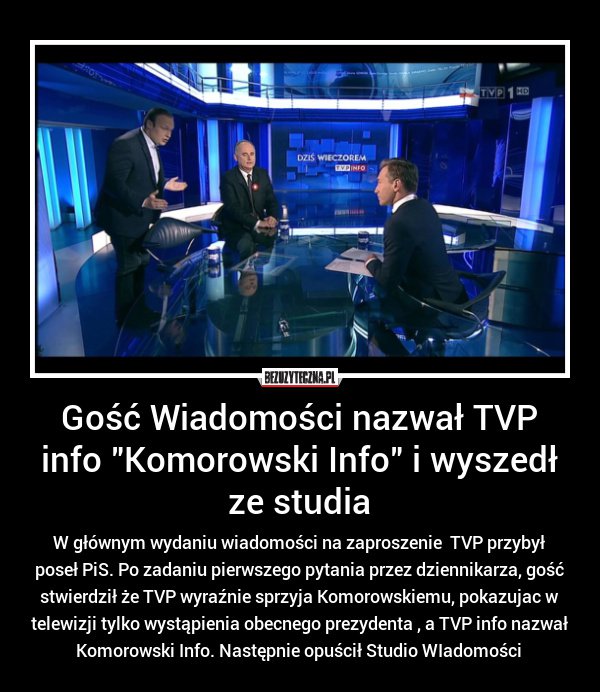 TVP 1 HD
DZIŚ WIECZOREM
TVP INFO
BEZUZYTECZNA.PL
Gość Wiadomości nazwał TVP
info "Komorowski Info" i wyszedł
ze studia
W głównym wydaniu wiadomości na zaproszenie TVP przybył
poseł PiS. Po zadaniu pierwszego pytania przez dziennikarza, gość
stwierdził że TVP wyraźnie sprzyja Komorowskiemu, pokazujac w
telewizji tylko wystąpienia obecnego prezydenta , a TVP info nazwał
Komorowski Info. Następnie opuścił Studio WIadomości